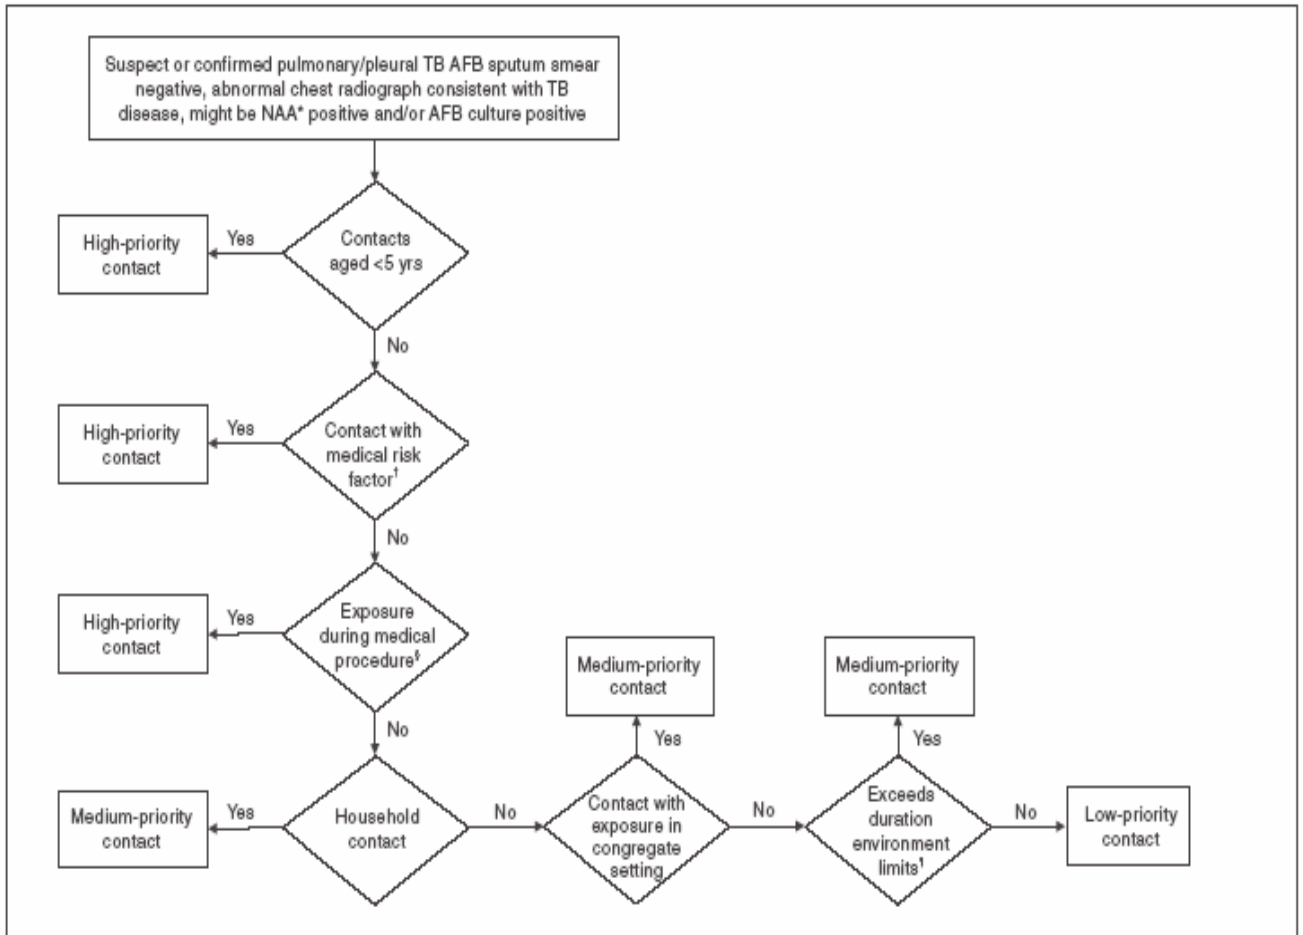 Suspect or confirmed pulmonary/pleural TB AFB sputum smear
negative, abnormal chest radiograph consistent with TB
disease, might be NAA* positive and/or AFB culture positive
High-priority
contact
Yes
Contacts
aged <5 yrs
No
High-priority
contact
Yes
Contact with
medical risk
factor†
No
High-priority
contact
Yes
Exposure
during medical
procedure§
No
Medium-priority
contact
Yes
Household
contact
No
Medium-priority
contact
Yes
Contact with
exposure in
congregate
setting
No
Medium-priority
contact
Yes
Exceeds
duration
environment
limits¶
No
Low-priority
contact